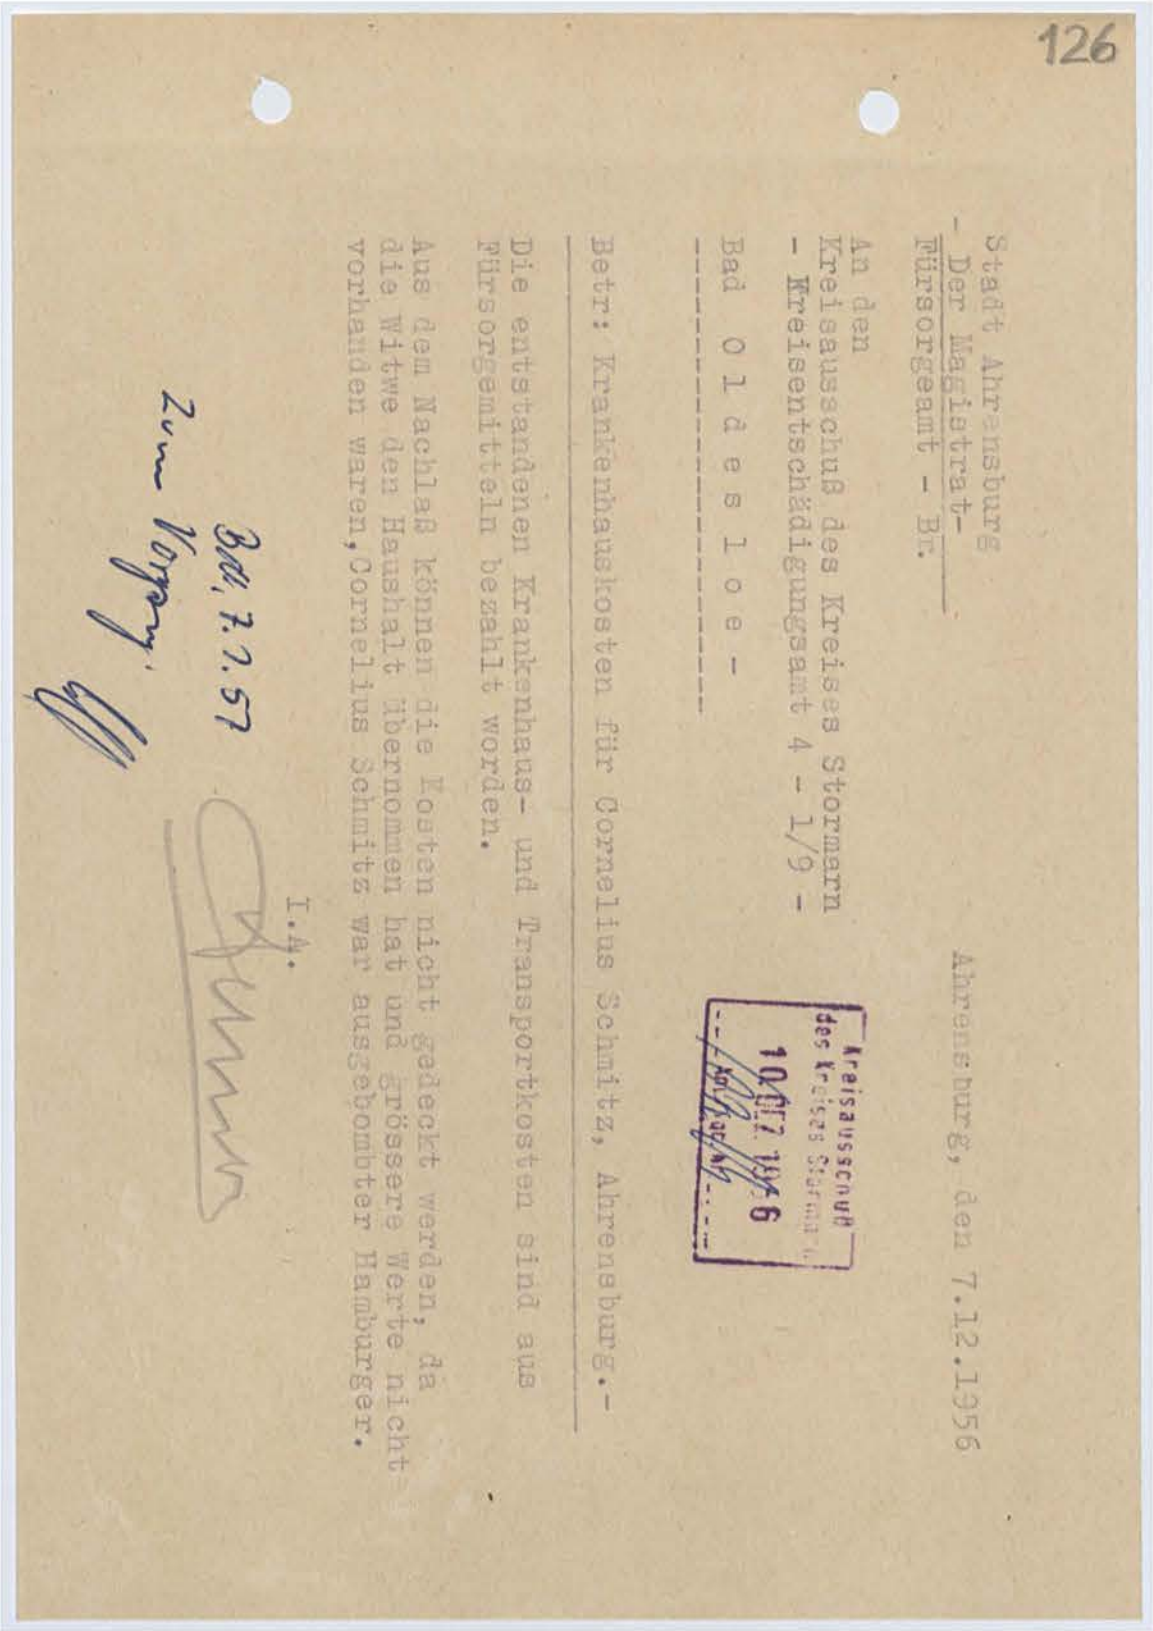 126
Stadt Ahrensburg
- Der Magistrat-
Fürsorgeamt - Br.
Ahrensburg, den 7.12.1956
An den
Kreisausschuß des Kreises Stormarn
- Kreisentschädigungsamt 4 - 1/9 -
Bad Oldesloe -
Kreisausschuß
des Kreises Stormarn
10. DEZ. 1956
Betr: Krankenhauskosten für Cornelius Schmitz, Ahrensburg.-
Die entstandenen Krankenhaus- und Transportkosten sind aus
Fürsorgemitteln bezahlt worden.
Aus dem Nachlaß können die Kosten nicht gedeckt werden, da
die Witwe den Haushalt übernommen hat und grössere Werte nicht
vorhanden waren, Cornelius Schmitz war ausgebombter Hamburger.
I.A.
7.1.57
Zum Vorgang.